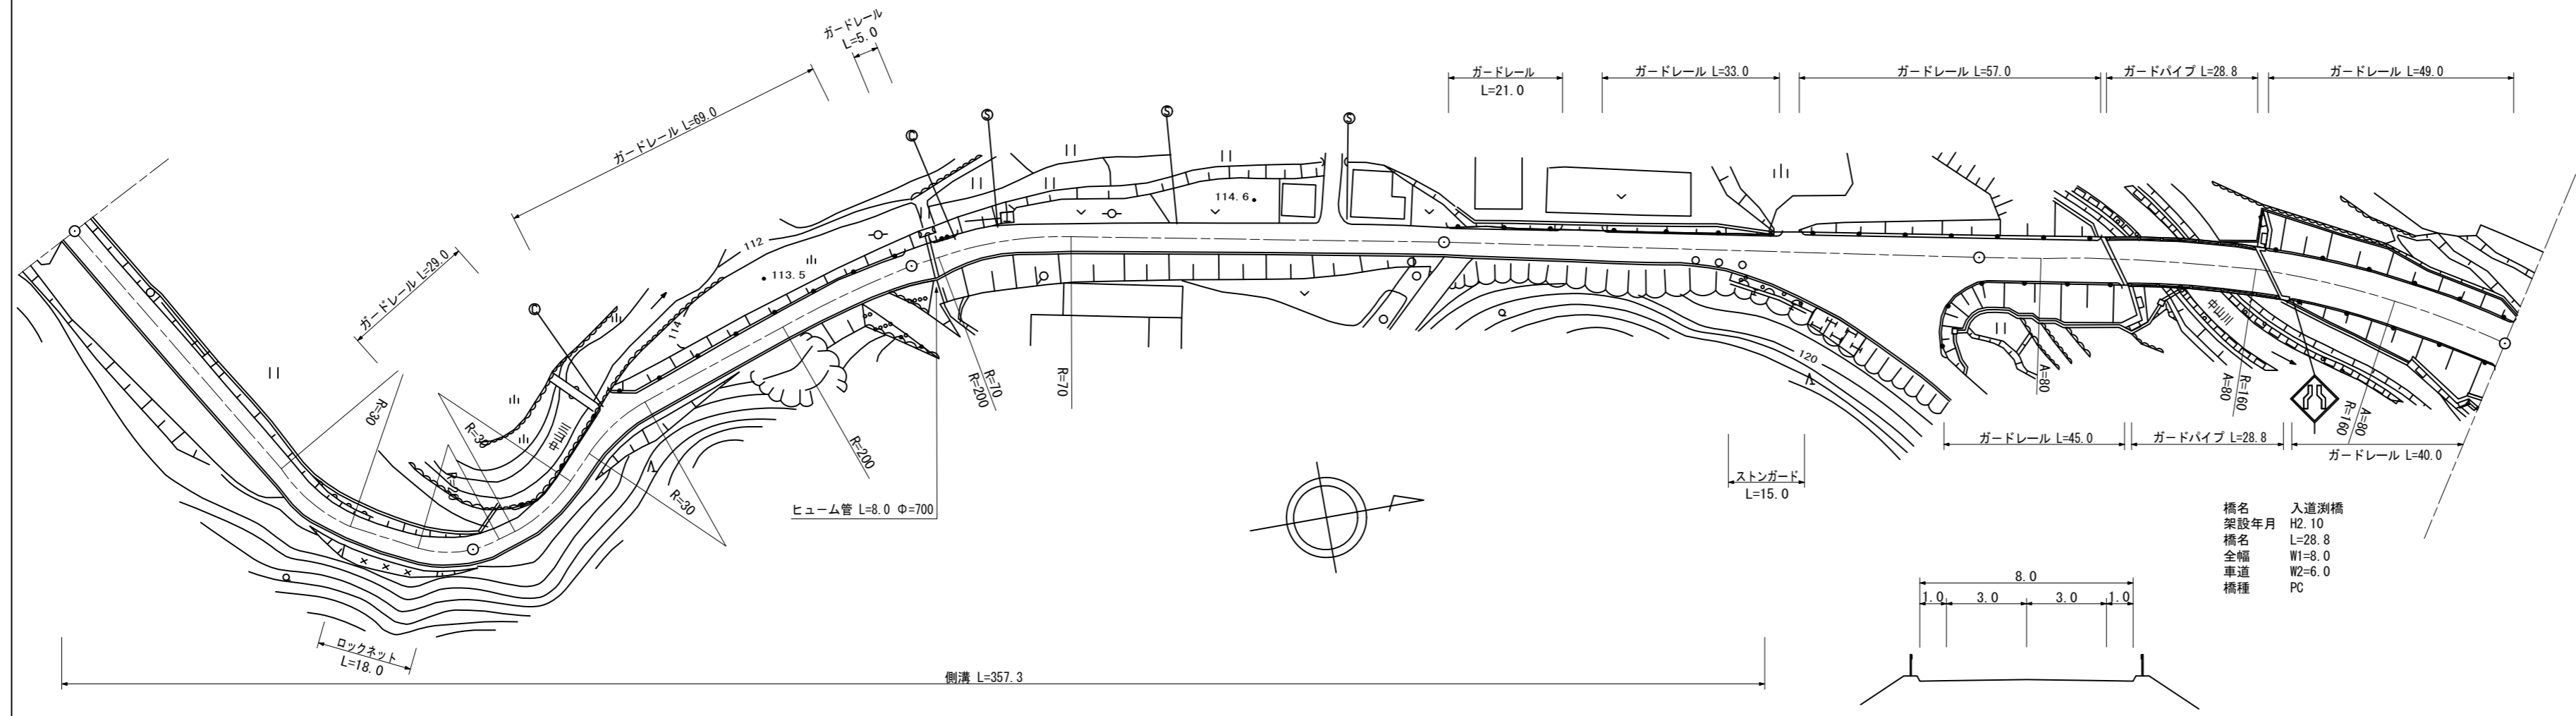 ガードレール
L=5.0
ガードレール L=69.0
ガードレール L=29.0
ガードレール
L=21.0
ガードレール L=33.0
ガードレール L=57.0
ガードパイプ L=28.8
ガードレール L=49.0
C
S
S
S
C
112
113.5
114
114.6
120
中山川
中山川
R=30
R=30
R=30
R=200
R=70
R=200
R=70
A=80
R=160
A=80
A=80
R=160
ヒューム管 L=8.0 Φ=700
ストンガード
L=15.0
ガードレール L=45.0
ガードパイプ L=28.8
ガードレール L=40.0
ロックネット
L=18.0
側溝 L=357.3
橋名 入道渕橋
架設年月 H2.10
橋名 L=28.8
全幅 W1=8.0
車道 W2=6.0
橋種 PC
8.0
1.0 3.0 3.0 1.0